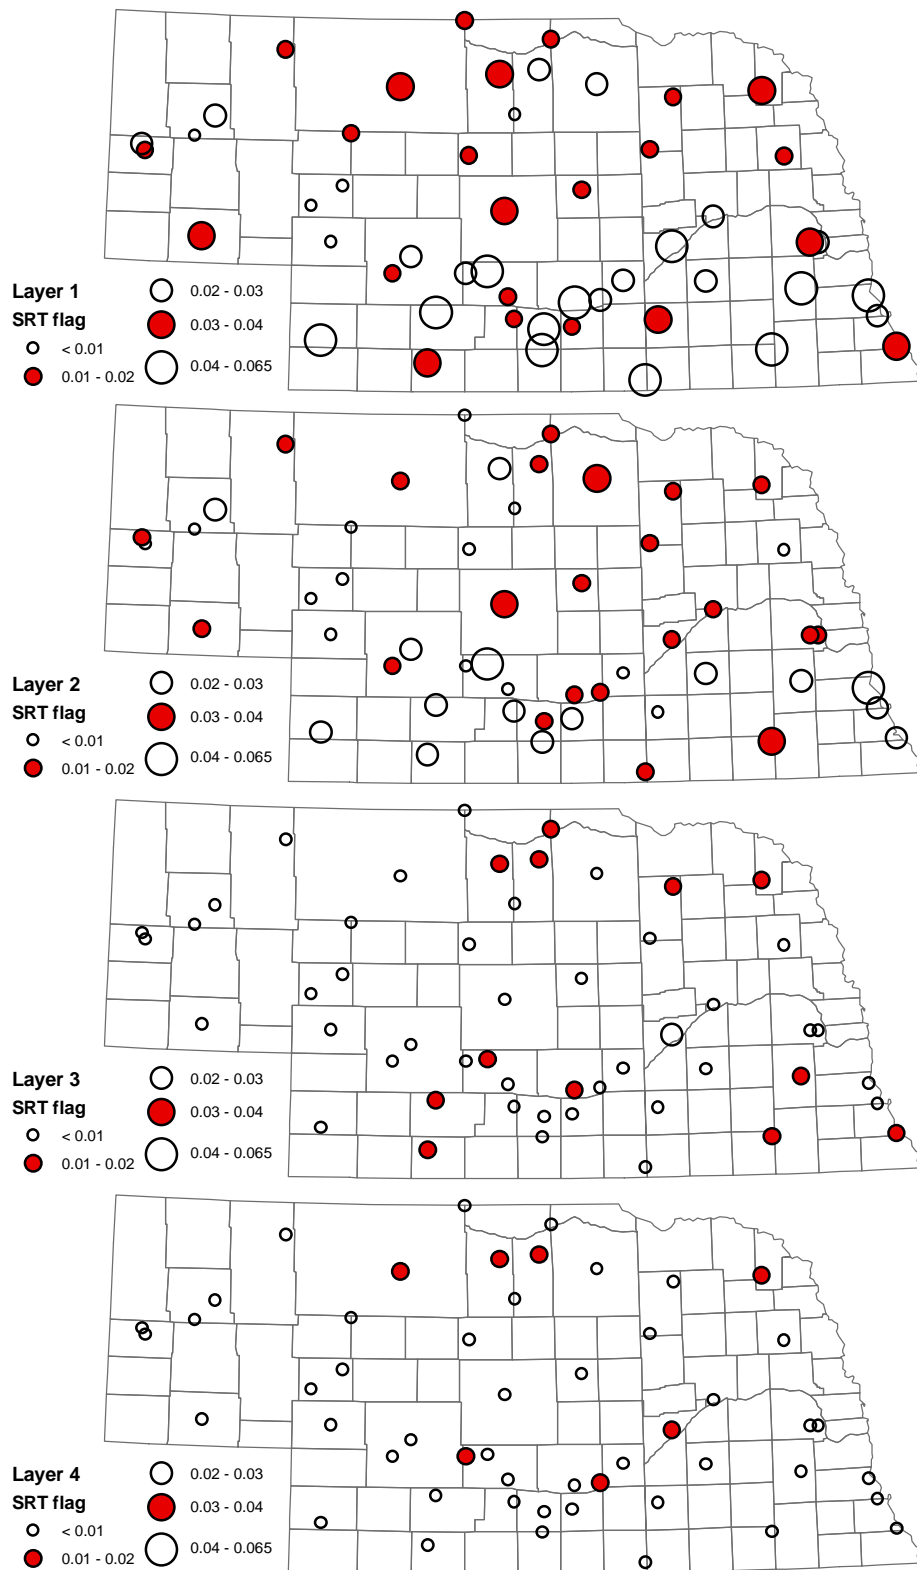 Layer 1
SRT flag
< 0.01
0.01 - 0.02
0.02 - 0.03
0.03 - 0.04
0.04 - 0.065
Layer 2
SRT flag
< 0.01
0.01 - 0.02
0.02 - 0.03
0.03 - 0.04
0.04 - 0.065
Layer 3
SRT flag
< 0.01
0.01 - 0.02
0.02 - 0.03
0.03 - 0.04
0.04 - 0.065
Layer 4
SRT flag
< 0.01
0.01 - 0.02
0.02 - 0.03
0.03 - 0.04
0.04 - 0.065